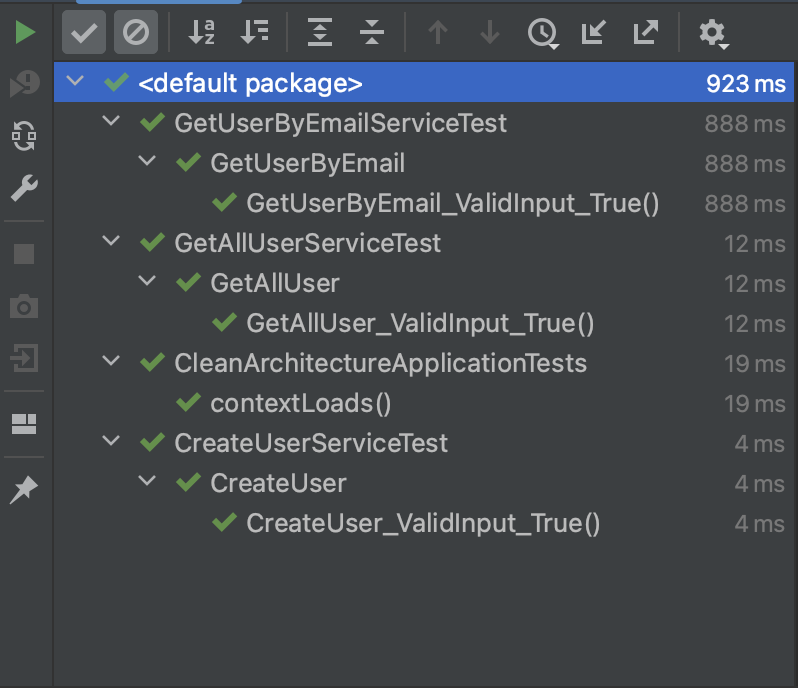 <default package> 923 ms
GetUserByEmailServiceTest 888 ms
GetUserByEmail 888 ms
GetUserByEmail_ValidInput_True() 888 ms
GetAllUserServiceTest 12 ms
GetAllUser 12 ms
GetAllUser_ValidInput_True() 12 ms
CleanArchitectureApplicationTests 19 ms
contextLoads() 19 ms
CreateUserServiceTest 4 ms
CreateUser 4 ms
CreateUser_ValidInput_True() 4 ms